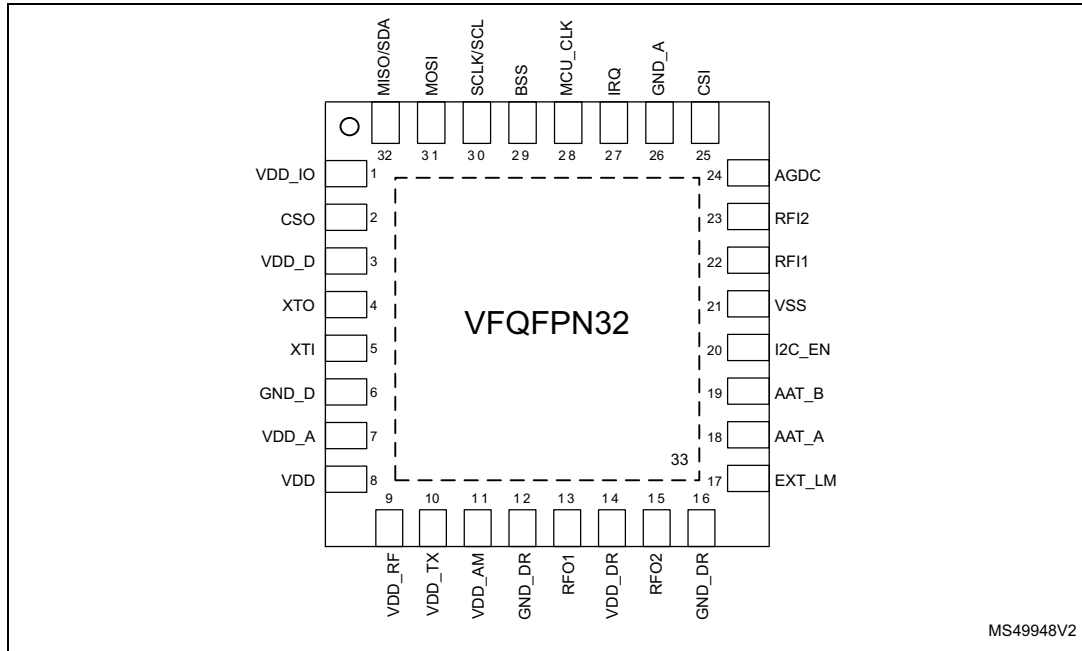 MISO/SDA
MOSI
SCLK/SCL
BSS
MCU_CLK
IRQ
GND_A
CSI
32
31
30
29
28
27
26
25
VDD_IO 1
CSO 2
VDD_D 3
XTO 4
XTI 5
GND_D 6
VDD_A 7
VDD 8
24 AGDC
23 RFI2
22 RFI1
21 VSS
20 I2C_EN
19 AAT_B
18 AAT_A
17 EXT_LM
VFQFPN32
33
9
10
11
12
13
14
15
16
VDD_RF
VDD_TX
VDD_AM
GND_DR
RFO1
VDD_DR
RFO2
GND_DR
MS49948V2